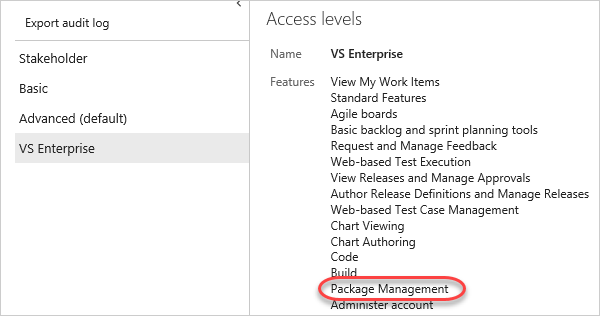 Export audit log
Stakeholder
Basic
Advanced (default)
VS Enterprise
Access levels
Name VS Enterprise
Features View My Work Items
Standard Features
Agile boards
Basic backlog and sprint planning tools
Request and Manage Feedback
Web-based Test Execution
View Releases and Manage Approvals
Author Release Definitions and Manage Releases
Web-based Test Case Management
Chart Viewing
Chart Authoring
Code
Build
Package Management
Administer account